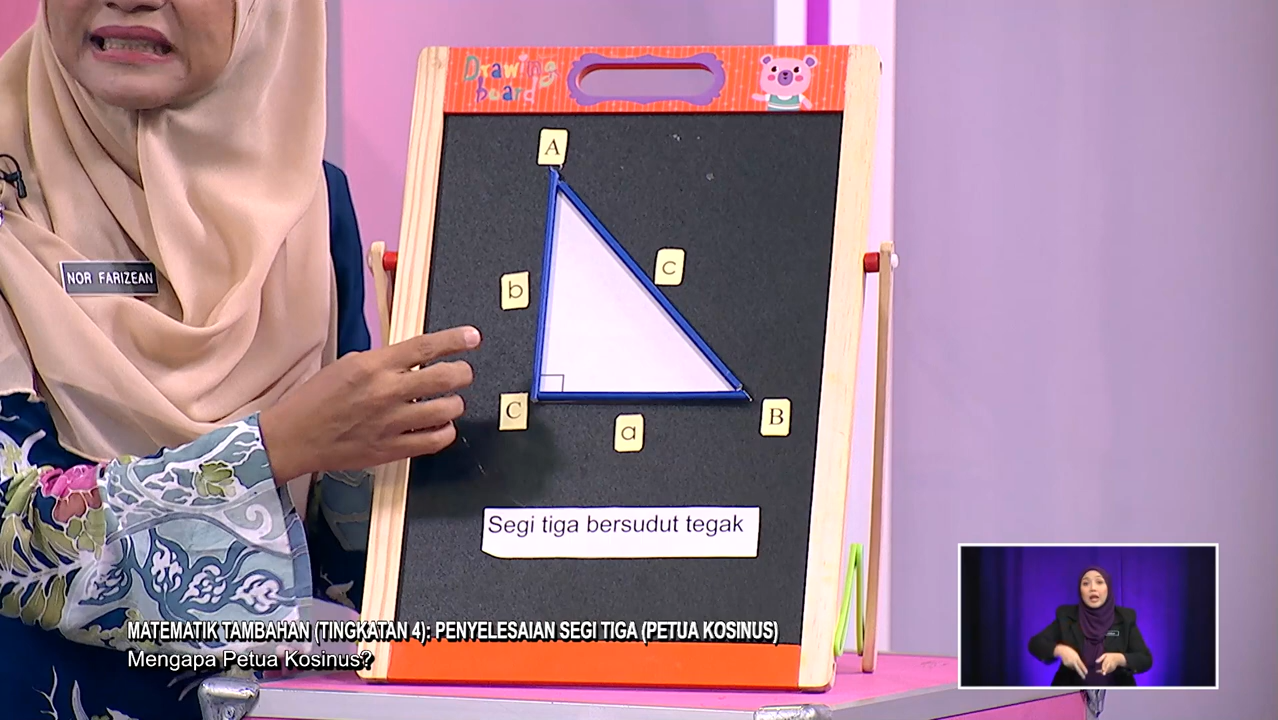 Drawing
board
A
NOR FARIZEAN
b
c
C
a
B
Segi tiga bersudut tegak
MATEMATIK TAMBAHAN (TINGKATAN 4): PENYELESAIAN SEGI TIGA (PETUA KOSINUS)
Mengapa Petua Kosinus?